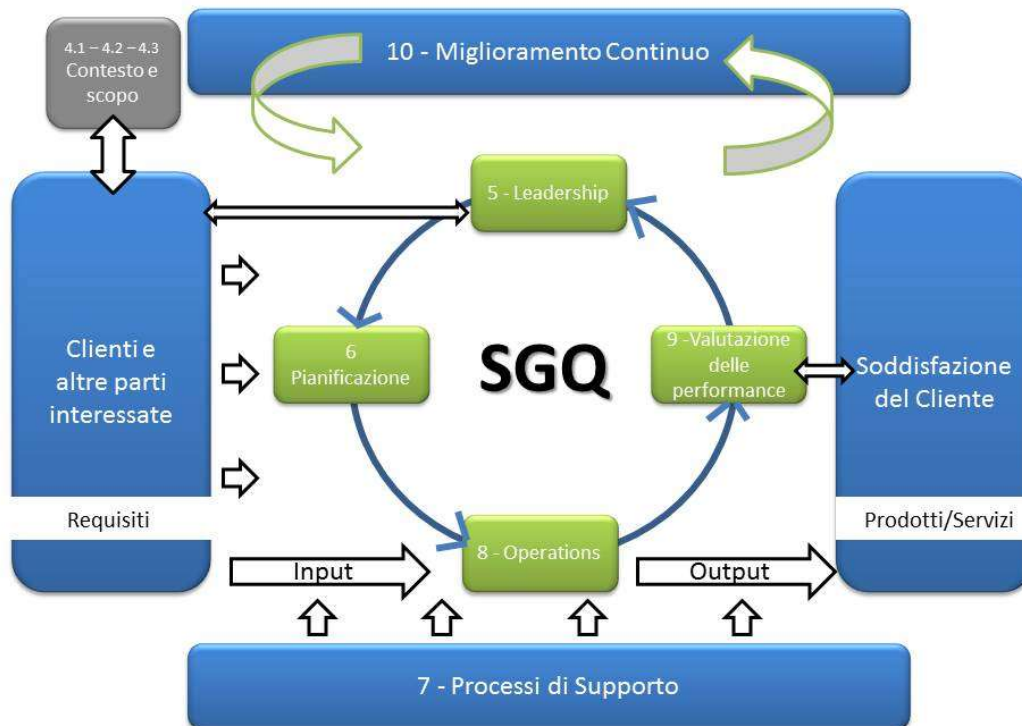 4.1 – 4.2 – 4.3
Contesto e
scopo
10 - Miglioramento Continuo
5 - Leadership
Clienti e
altre parti
interessate
6
Pianificazione
SGQ
9 -Valutazione
delle
performance
Soddisfazione
del Cliente
Requisiti
Prodotti/Servizi
8 - Operations
Input
Output
7 - Processi di Supporto